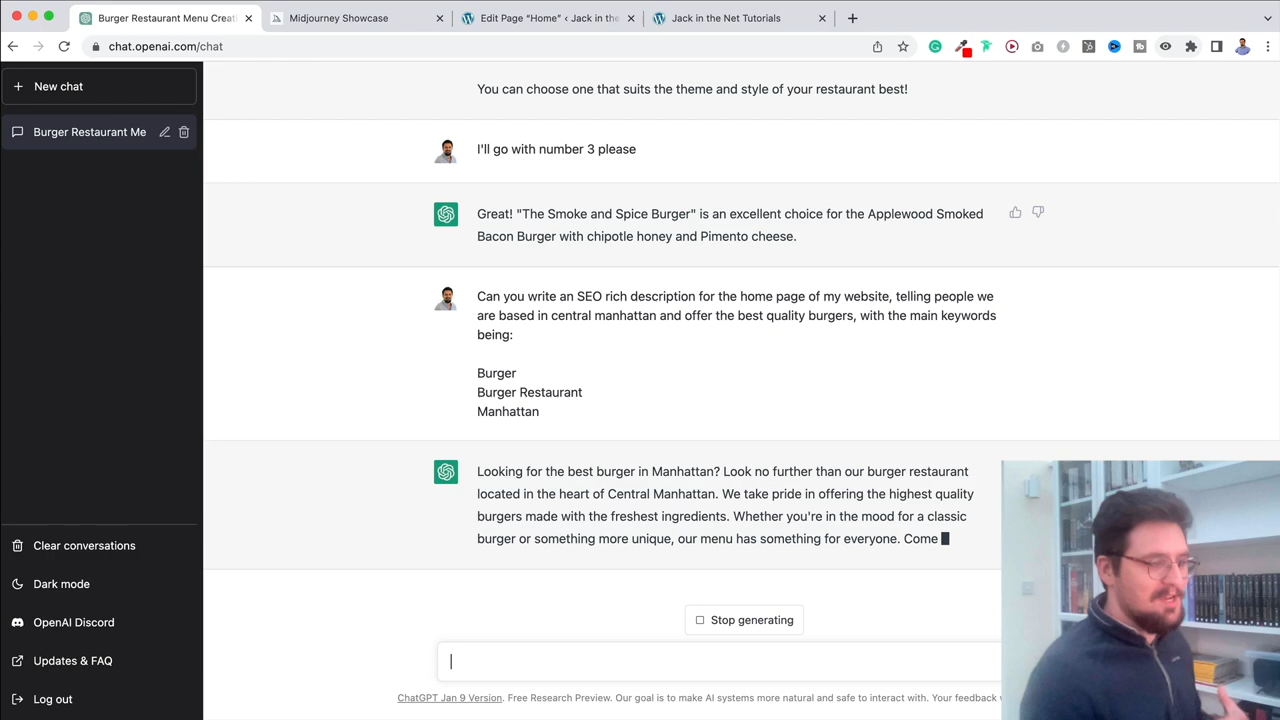 Burger Restaurant Menu Creati
Midjourney Showcase
Edit Page “Home” ‹ Jack in the
Jack in the Net Tutorials
chat.openai.com/chat
New chat
Burger Restaurant Me
You can choose one that suits the theme and style of your restaurant best!
I'll go with number 3 please
Great! "The Smoke and Spice Burger" is an excellent choice for the Applewood Smoked
Bacon Burger with chipotle honey and Pimento cheese.
Can you write an SEO rich description for the home page of my website, telling people we
are based in central manhattan and offer the best quality burgers, with the main keywords
being:
Burger
Burger Restaurant
Manhattan
Looking for the best burger in Manhattan? Look no further than our burger restaurant
located in the heart of Central Manhattan. We take pride in offering the highest quality
burgers made with the freshest ingredients. Whether you're in the mood for a classic
burger or something more unique, our menu has something for everyone. Come
Clear conversations
Dark mode
OpenAI Discord
Updates & FAQ
Log out
Stop generating
ChatGPT Jan 9 Version. Free Research Preview. Our goal is to make AI systems more natural and safe to interact with. Your feedback